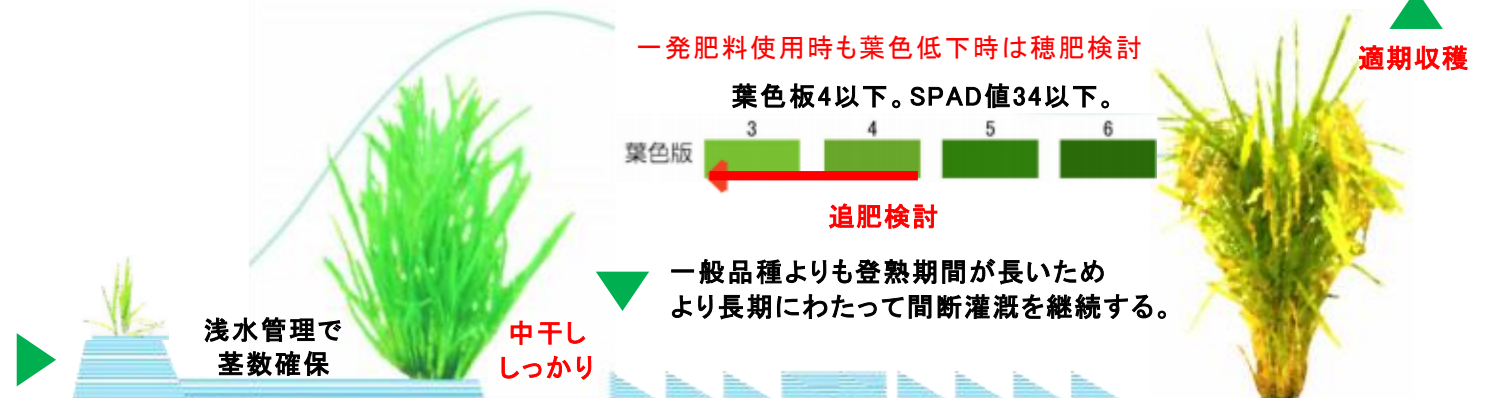 一発肥料使用時も葉色低下時は穂肥検討
適期収穫
葉色板4以下。SPAD値34以下。
3 4 5 6
葉色版
追肥検討
一般品種よりも登熟期間が長いため
より長期にわたって間断灌漑を継続する。
浅水管理で
茎数確保
中干し
しっかり